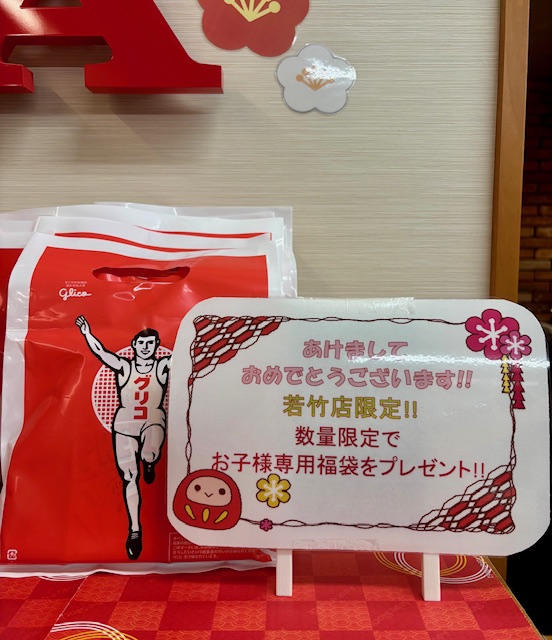 A
Glico
グリコ
あけまして
おめでとうございます!!
若竹店限定!!
数量限定で
お子様専用福袋をプレゼント!!